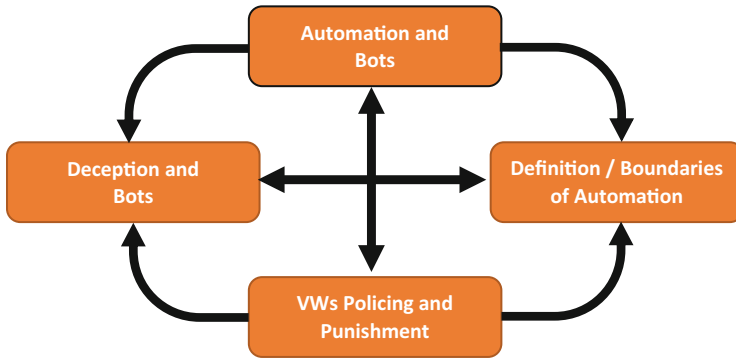 Automation and
Bots
Deception and
Bots
Definition / Boundaries
of Automation
VWs Policing and
Punishment